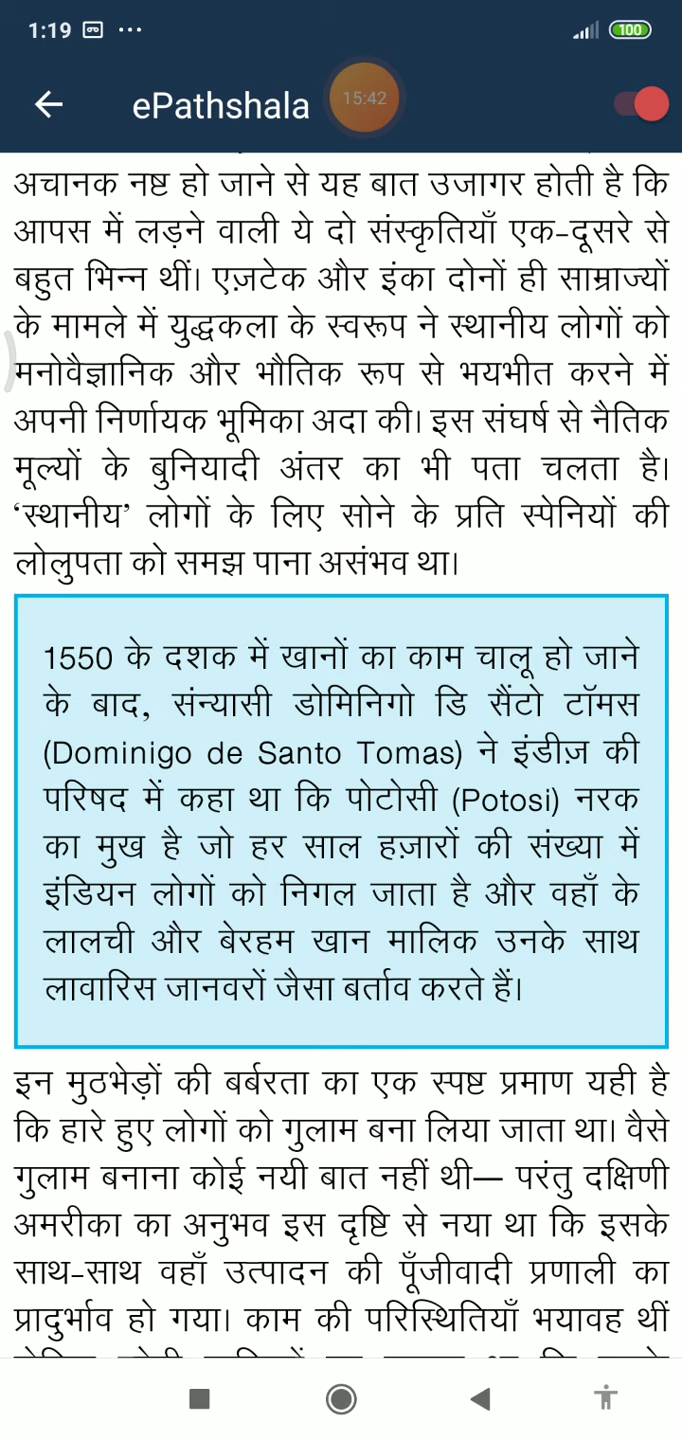 1:19
100
ePathshala
15:42
अचानक नष्ट हो जाने से यह बात उजागर होती है कि
आपस में लड़ने वाली ये दो संस्कृतियाँ एक-दूसरे से
बहुत भिन्न थीं। एज़टेक और इंका दोनों ही साम्राज्यों
के मामले में युद्धकला के स्वरूप ने स्थानीय लोगों को
मनोवैज्ञानिक और भौतिक रूप से भयभीत करने में
अपनी निर्णायक भूमिका अदा की। इस संघर्ष से नैतिक
मूल्यों के बुनियादी अंतर का भी पता चलता है।
‘स्थानीय’ लोगों के लिए सोने के प्रति स्पेनियों की
लोलुपता को समझ पाना असंभव था।
1550 के दशक में खानों का काम चालू हो जाने
के बाद, संन्यासी डोमिनिगो डि सैंटो टॉमस
(Dominigo de Santo Tomas) ने इंडीज़ की
परिषद में कहा था कि पोटोसी (Potosi) नरक
का मुख है जो हर साल हज़ारों की संख्या में
इंडियन लोगों को निगल जाता है और वहाँ के
लालची और बेरहम खान मालिक उनके साथ
लावारिस जानवरों जैसा बर्ताव करते हैं।
इन मुठभेड़ों की बर्बरता का एक स्पष्ट प्रमाण यही है
कि हारे हुए लोगों को गुलाम बना लिया जाता था। वैसे
गुलाम बनाना कोई नयी बात नहीं थी— परंतु दक्षिणी
अमरीका का अनुभव इस दृष्टि से नया था कि इसके
साथ-साथ वहाँ उत्पादन की पूँजीवादी प्रणाली का
प्रादुर्भाव हो गया। काम की परिस्थितियाँ भयावह थीं